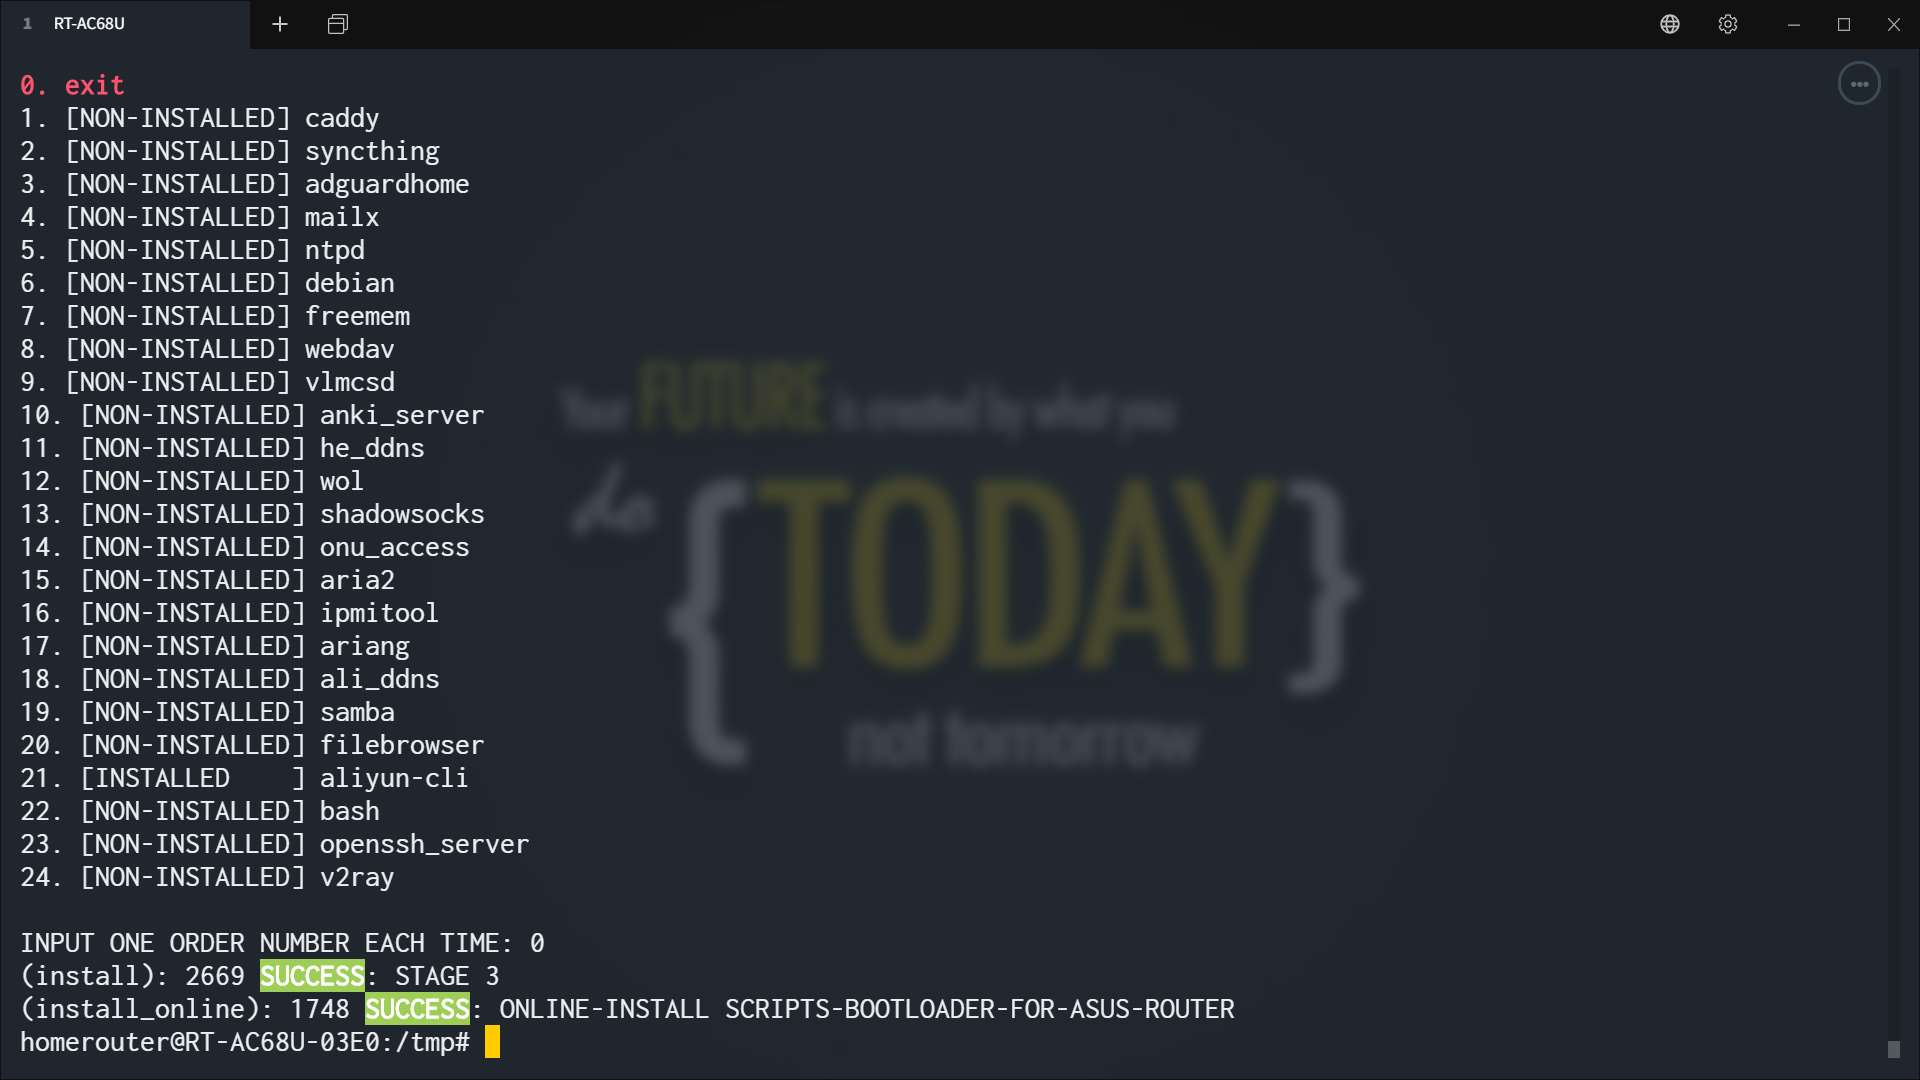 1 RT-AC68U
0. exit
1. [NON-INSTALLED] caddy
2. [NON-INSTALLED] syncthing
3. [NON-INSTALLED] adguardhome
4. [NON-INSTALLED] mailx
5. [NON-INSTALLED] ntpd
6. [NON-INSTALLED] debian
7. [NON-INSTALLED] freemem
8. [NON-INSTALLED] webdav
9. [NON-INSTALLED] vlmcsd
10. [NON-INSTALLED] anki_server
11. [NON-INSTALLED] he_ddns
12. [NON-INSTALLED] wol
13. [NON-INSTALLED] shadowsocks
14. [NON-INSTALLED] onu_access
15. [NON-INSTALLED] aria2
16. [NON-INSTALLED] ipmitool
17. [NON-INSTALLED] ariang
18. [NON-INSTALLED] ali_ddns
19. [NON-INSTALLED] samba
20. [NON-INSTALLED] filebrowser
21. [INSTALLED    ] aliyun-cli
22. [NON-INSTALLED] bash
23. [NON-INSTALLED] openssh_server
24. [NON-INSTALLED] v2ray
INPUT ONE ORDER NUMBER EACH TIME: 0
(install): 2669 SUCCESS: STAGE 3
(install_online): 1748 SUCCESS: ONLINE-INSTALL SCRIPTS-BOOTLOADER-FOR-ASUS-ROUTER
homerouter@RT-AC68U-03E0:/tmp#
Your FUTURE is created by what you
do {TODAY}
not tomorrow